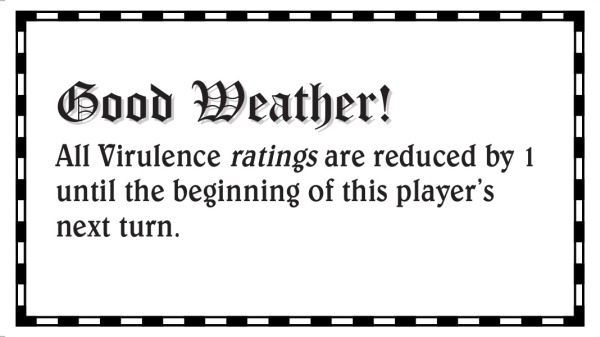 Good Weather!
All Virulence ratings are reduced by 1
until the beginning of this player's
next turn.